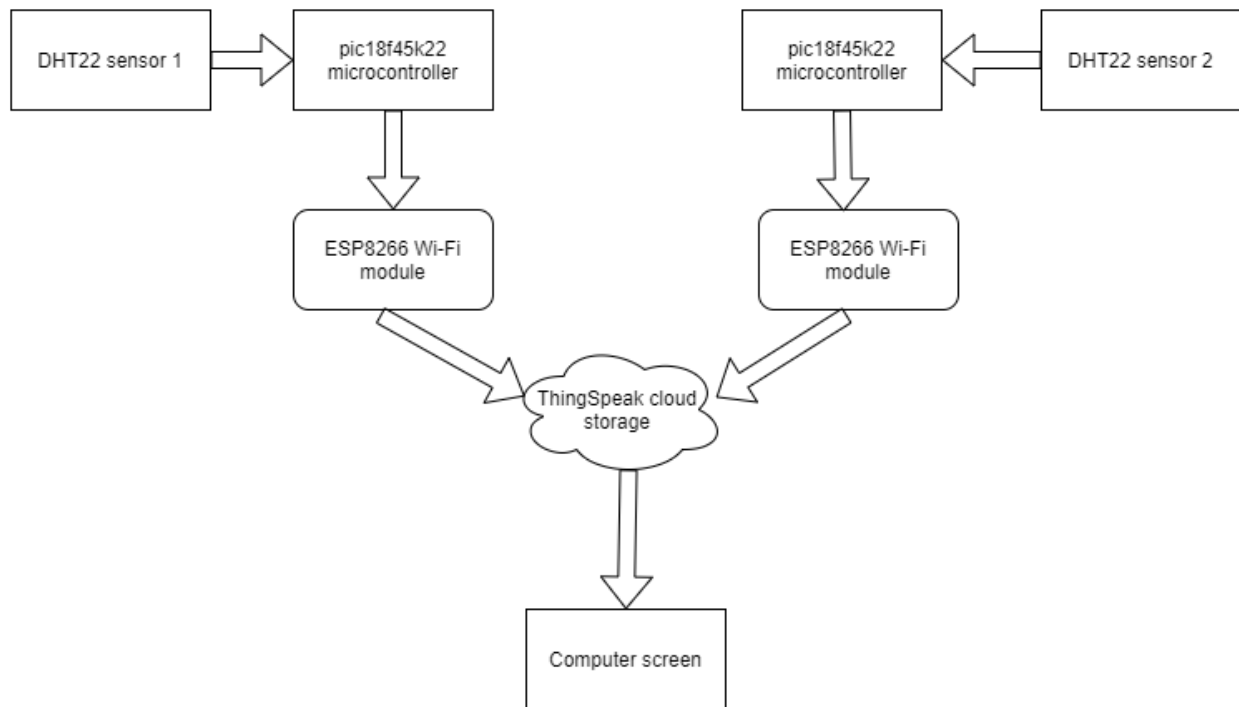 DHT22 sensor 1
pic18f45k22
microcontroller
pic18f45k22
microcontroller
DHT22 sensor 2
ESP8266 Wi-Fi
module
ESP8266 Wi-Fi
module
ThingSpeak cloud
storage
Computer screen